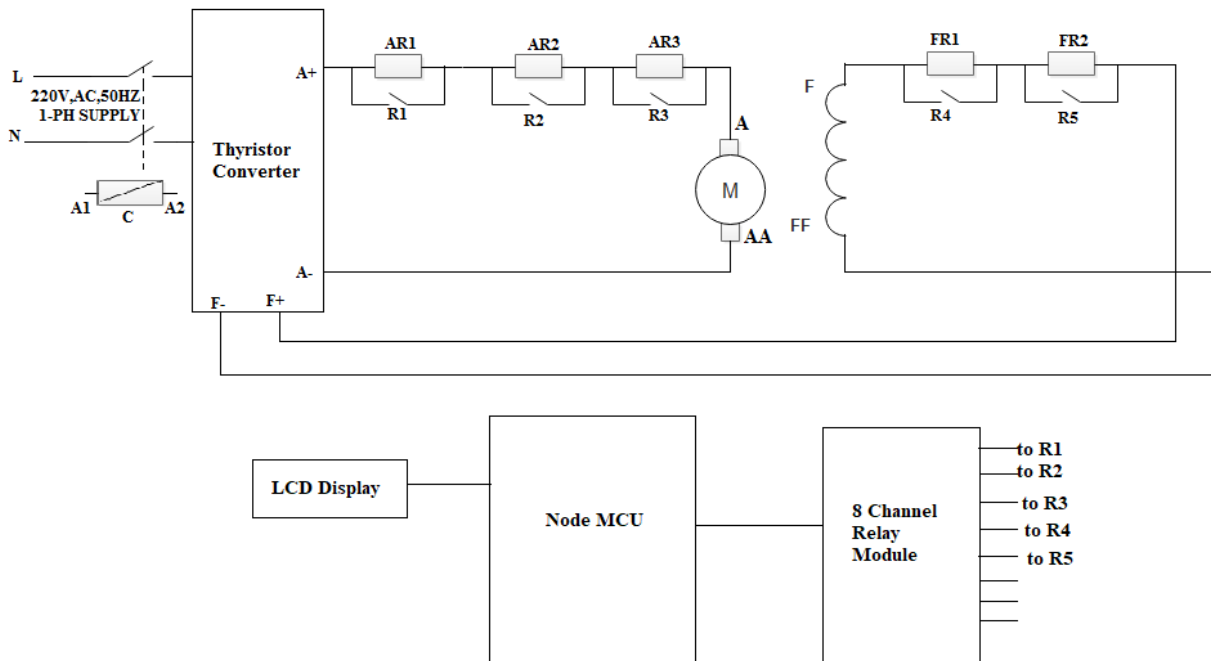 AR1
AR2
AR3
FR1
FR2
L
220V,AC,50HZ
1-PH SUPPLY
N
A1
C
A2
Thyristor
Converter
A+
A-
F-
F+
R1
R2
R3
R4
R5
A
M
AA
F
FF
LCD Display
Node MCU
8 Channel
Relay
Module
to R1
to R2
to R3
to R4
to R5